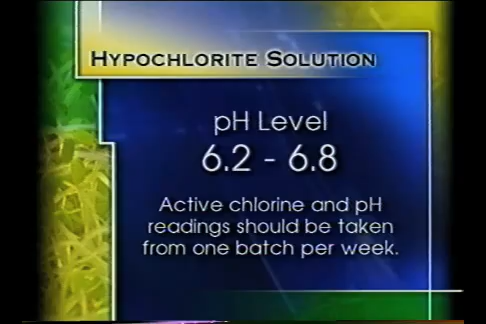 HYPOCHLORITE SOLUTION
pH Level
6.2 - 6.8
Active chlorine and pH
readings should be taken
from one batch per week.